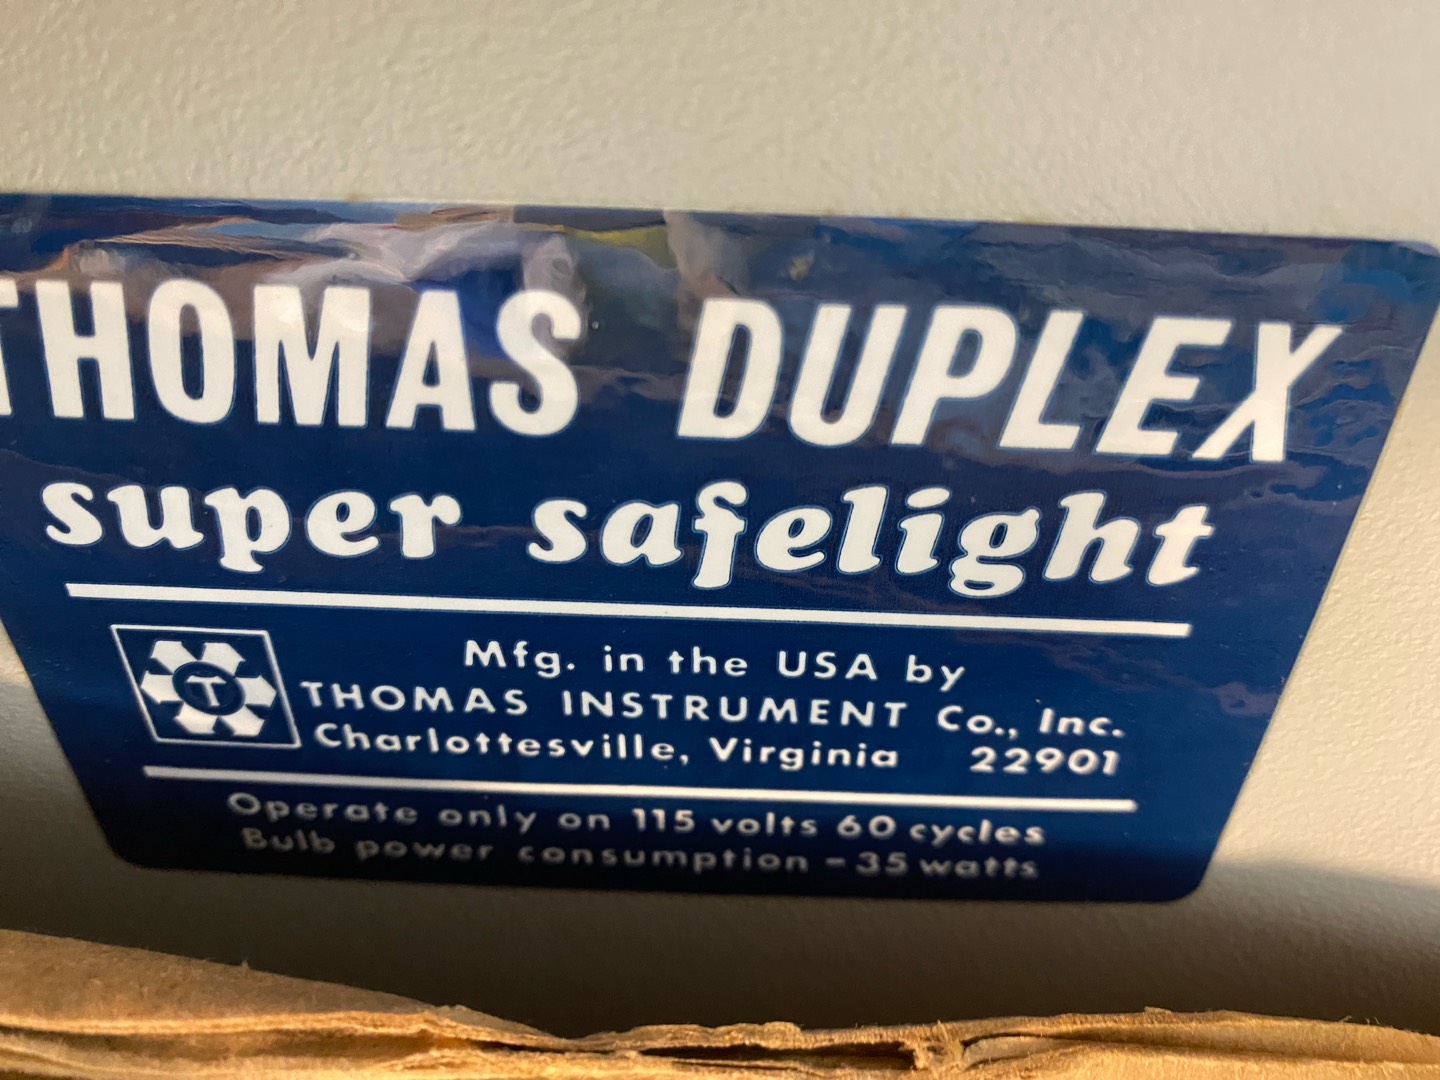 THOMAS DUPLEX
super safelight
T
Mfg. in the USA by
THOMAS INSTRUMENT Co., Inc.
Charlottesville, Virginia 22901
Operate only on 115 volts 60 cycles
Bulb power consumption - 35 watts